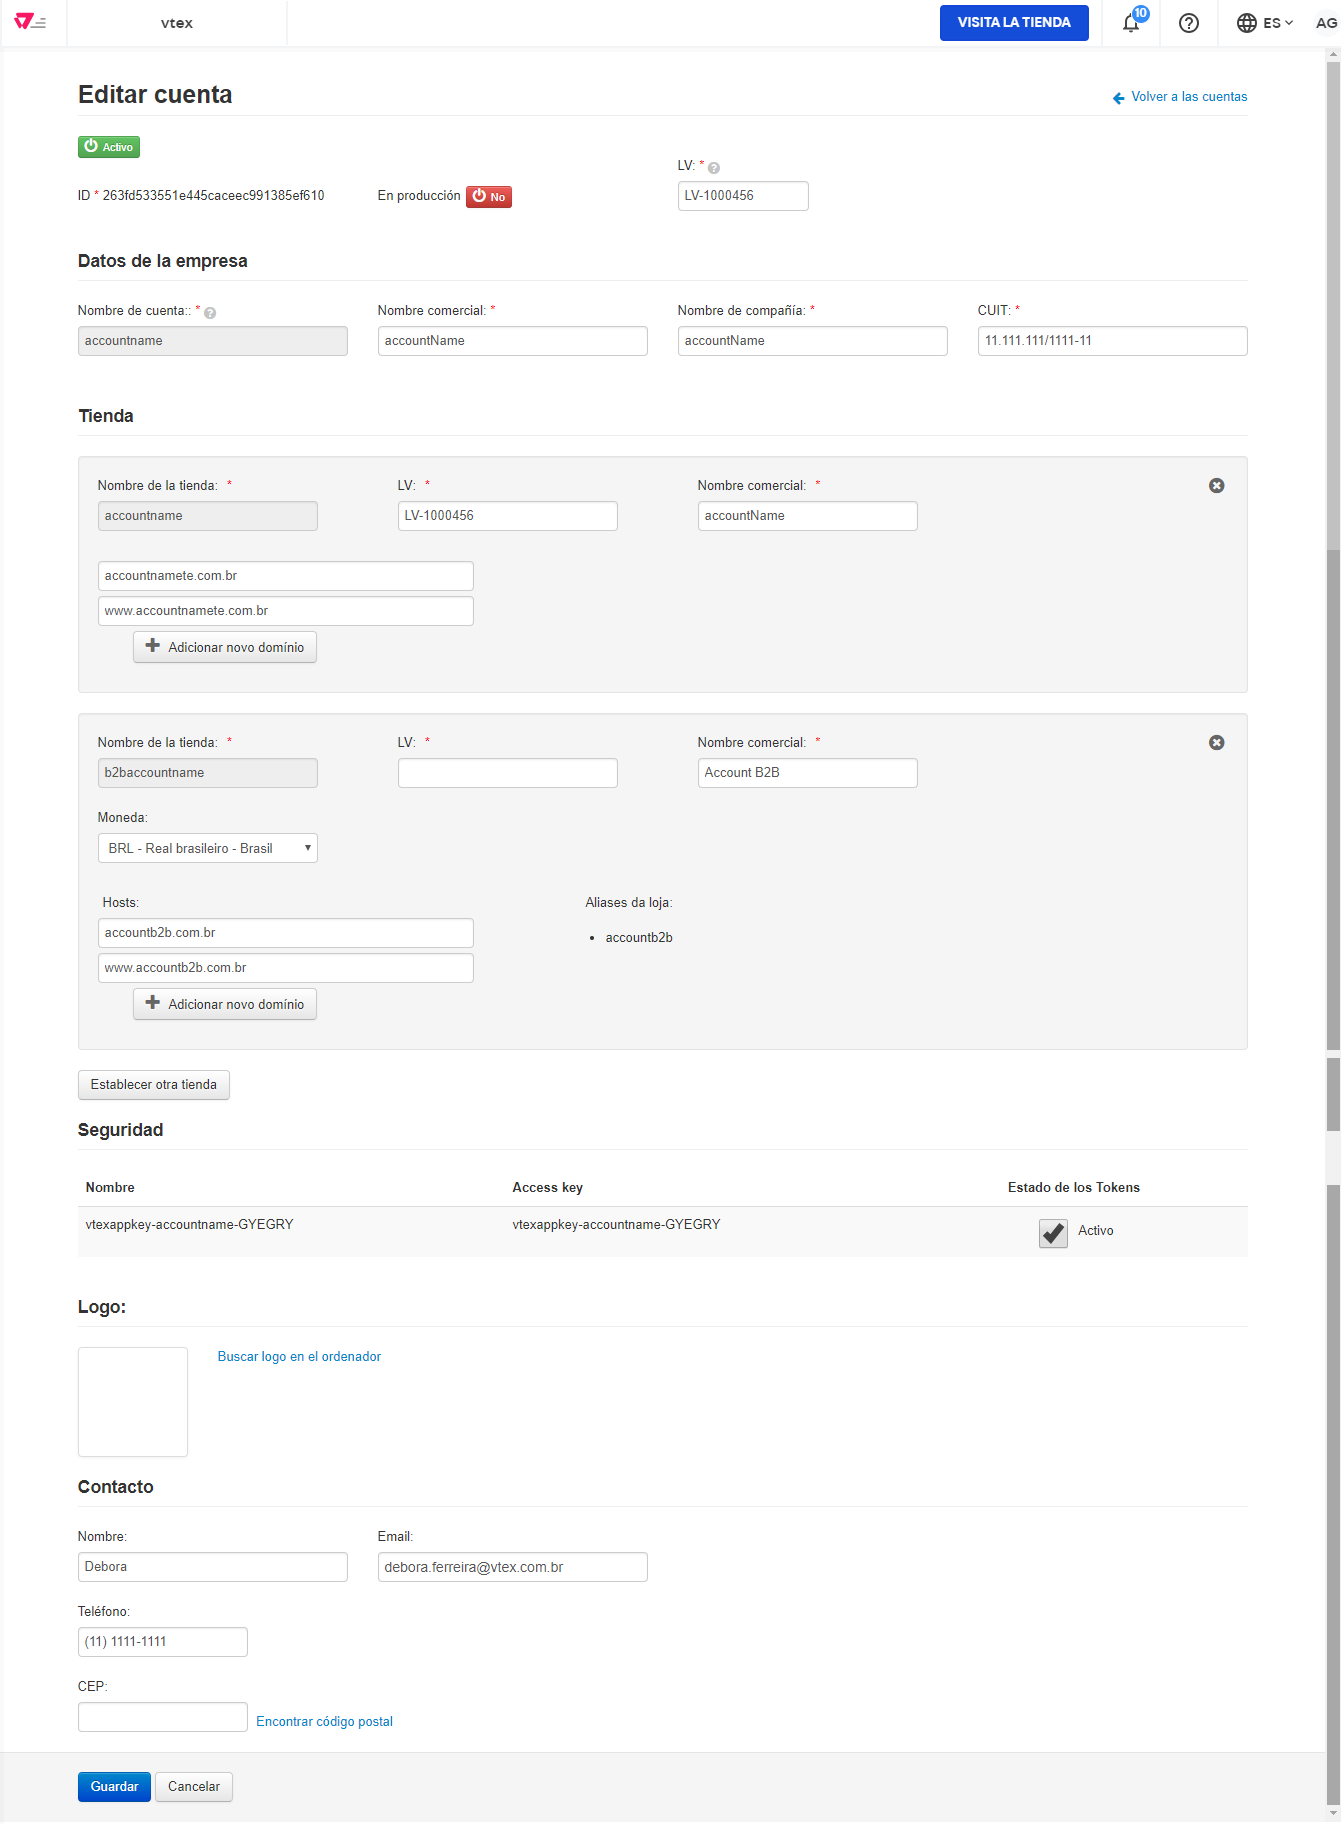 vtex
VISITA LA TIENDA
10
ES
AG
Editar cuenta
Volver a las cuentas
Activo
LV: *
ID * 263fd533551e445caceec991385ef610
En producción No
LV-1000456
Datos de la empresa
Nombre de cuenta:: *
Nombre comercial: *
Nombre de compañía: *
CUIT: *
accountname
accountName
accountName
11.111.111/1111-11
Tienda
Nombre de la tienda: *
LV: *
Nombre comercial: *
accountname
LV-1000456
accountName
accountnamete.com.br
www.accountnamete.com.br
Adicionar novo domínio
Nombre de la tienda: *
LV: *
Nombre comercial: *
b2baccountname
Account B2B
Moneda:
BRL - Real brasileiro - Brasil
Hosts:
Aliases da loja:
accountb2b.com.br
• accountb2b
www.accountb2b.com.br
Adicionar novo domínio
Establecer otra tienda
Seguridad
Nombre
Access key
Estado de los Tokens
vtexappkey-accountname-GYEGRY
vtexappkey-accountname-GYEGRY
Activo
Logo:
Buscar logo en el ordenador
Contacto
Nombre:
Email:
Debora
debora.ferreira@vtex.com.br
Teléfono:
(11) 1111-1111
CEP:
Encontrar código postal
Guardar
Cancelar